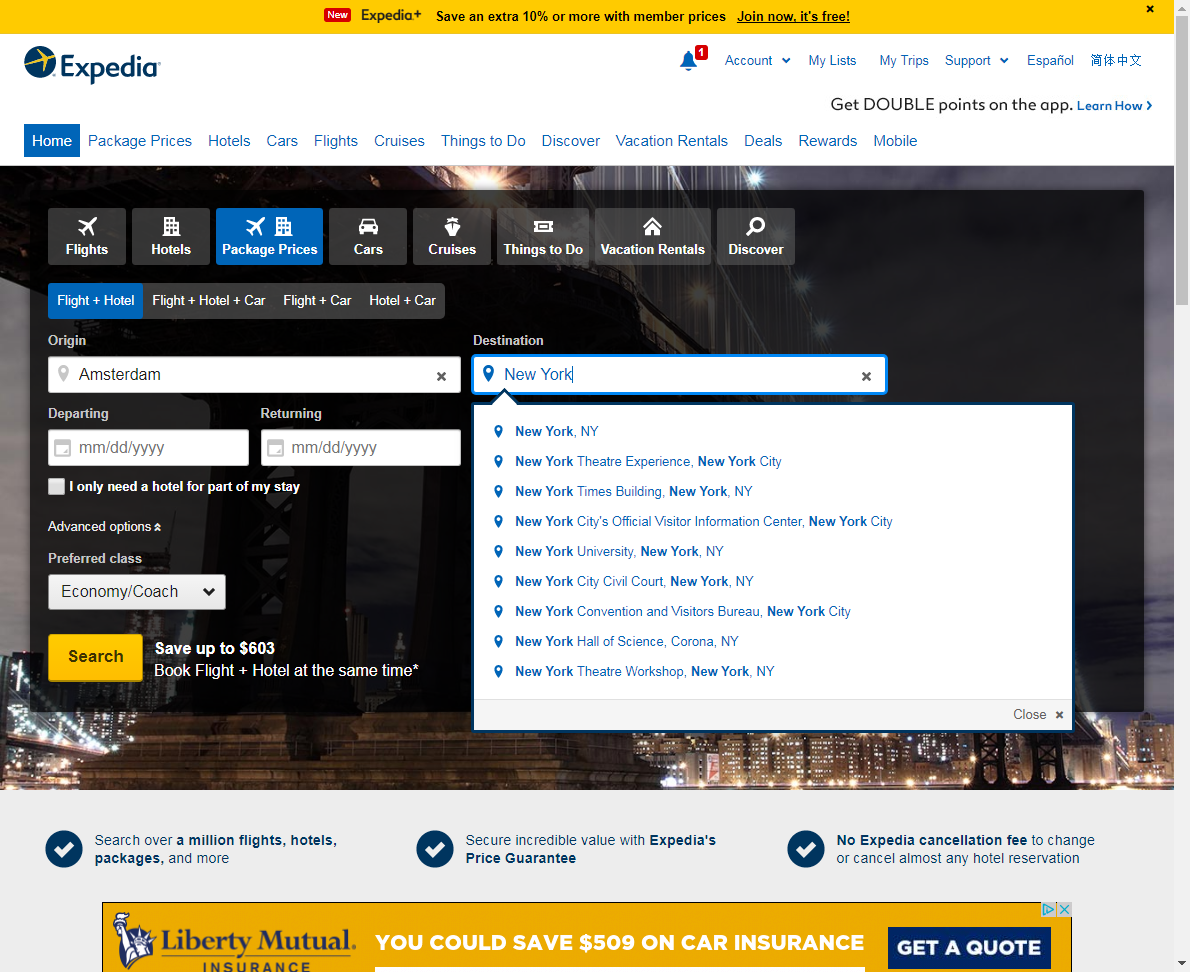 New Expedia+ Save an extra 10% or more with member prices Join now, it's free!
Expedia
1 Account My Lists My Trips Support Español 简体中文
Get DOUBLE points on the app. Learn How
Home Package Prices Hotels Cars Flights Cruises Things to Do Discover Vacation Rentals Deals Rewards Mobile
Flights Hotels Package Prices Cars Cruises Things to Do Vacation Rentals Discover
Flight + Hotel Flight + Hotel + Car Flight + Car Hotel + Car
Origin Destination
Amsterdam New York
Departing Returning
mm/dd/yyyy mm/dd/yyyy
I only need a hotel for part of my stay
Advanced options
Preferred class
Economy/Coach
Search
Save up to $603
Book Flight + Hotel at the same time*
New York, NY
New York Theatre Experience, New York City
New York Times Building, New York, NY
New York City's Official Visitor Information Center, New York City
New York University, New York, NY
New York City Civil Court, New York, NY
New York Convention and Visitors Bureau, New York City
New York Hall of Science, Corona, NY
New York Theatre Workshop, New York, NY
Close
Search over a million flights, hotels,
packages, and more
Secure incredible value with Expedia's
Price Guarantee
No Expedia cancellation fee to change
or cancel almost any hotel reservation
Liberty Mutual.
INSURANCE
YOU COULD SAVE $509 ON CAR INSURANCE
GET A QUOTE